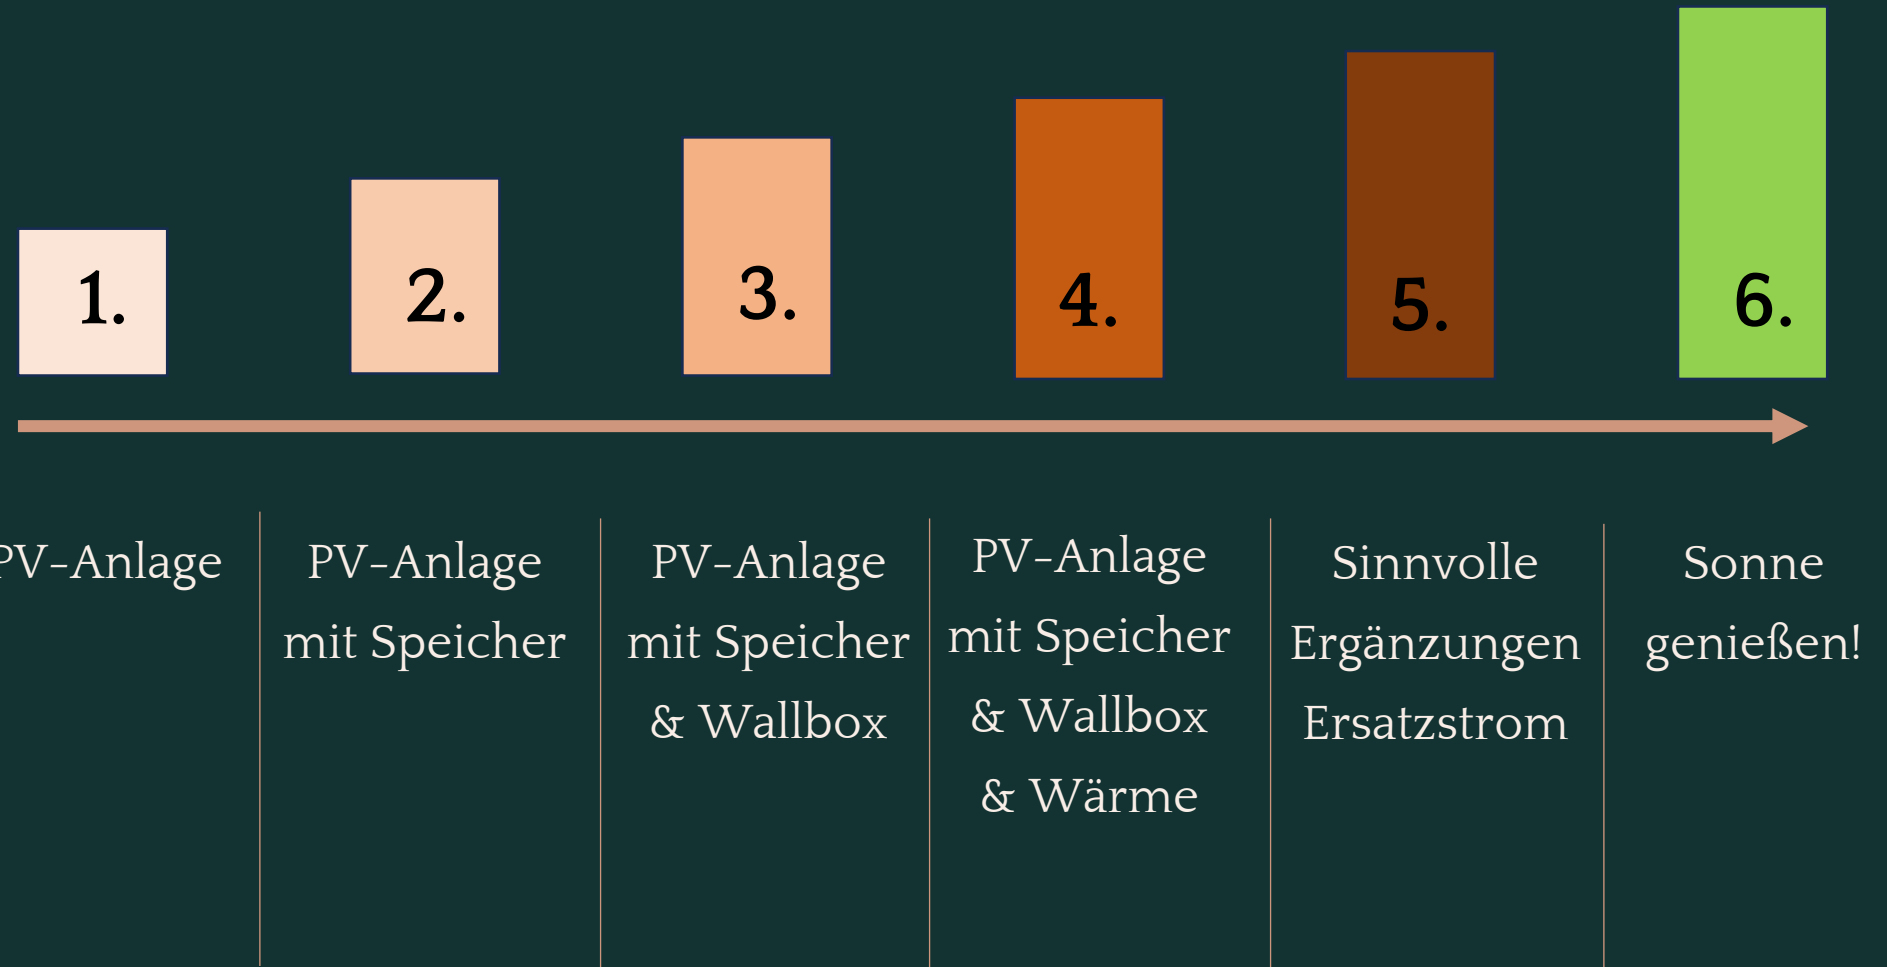 1.
2.
3.
4.
5.
6.
PV-Anlage
PV-Anlage
mit Speicher
PV-Anlage
mit Speicher
& Wallbox
PV-Anlage
mit Speicher
& Wallbox
& Wärme
Sinnvolle
Ergänzungen
Ersatzstrom
Sonne
genießen!